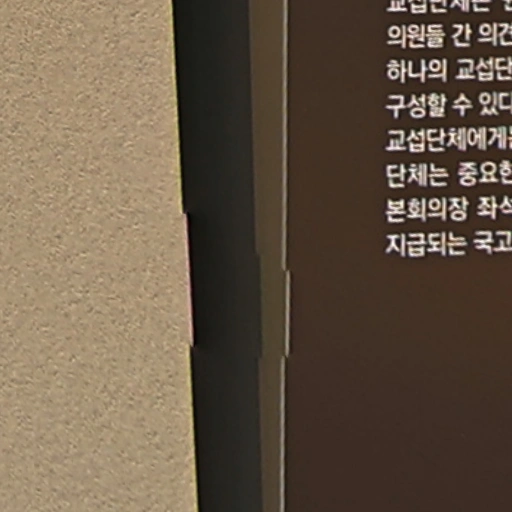 교섭단체는
의원들 간 의견
하나의 교섭단
구성할 수 있다
교섭단체에게는
단체는 중요한
본회의장 좌석
지급되는 국고